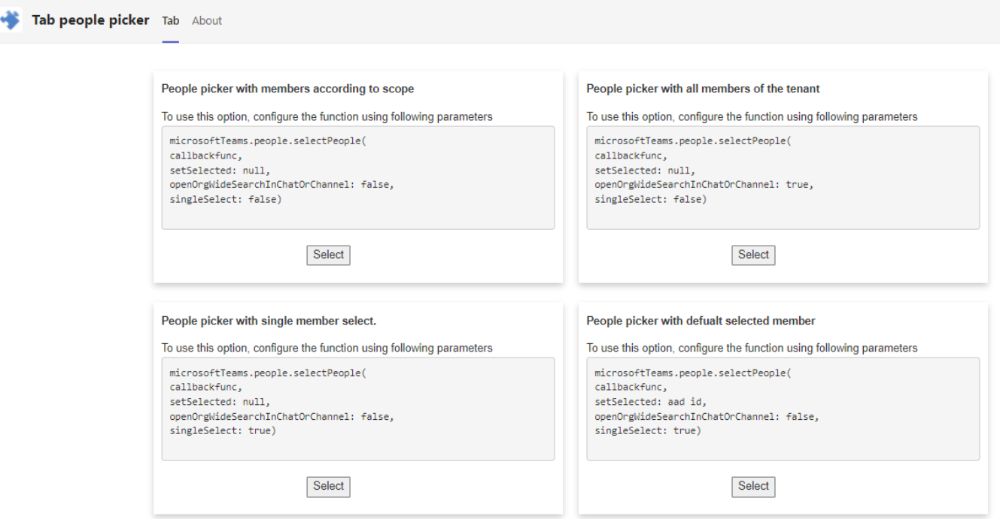 Tab people picker Tab About
People picker with members according to scope
To use this option, configure the function using following parameters
microsoftTeams.people.selectPeople(
callbackfunc,
setSelected: null,
openOrgWideSearchInChatOrChannel: false,
singleSelect: false)
Select
People picker with all members of the tenant
To use this option, configure the function using following parameters
microsoftTeams.people.selectPeople(
callbackfunc,
setSelected: null,
openOrgWideSearchInChatOrChannel: true,
singleSelect: false)
Select
People picker with single member select.
To use this option, configure the function using following parameters
microsoftTeams.people.selectPeople(
callbackfunc,
setSelected: null,
openOrgWideSearchInChatOrChannel: false,
singleSelect: true)
Select
People picker with defualt selected member
To use this option, configure the function using following parameters
microsoftTeams.people.selectPeople(
callbackfunc,
setSelected: aad id,
openOrgWideSearchInChatOrChannel: false,
singleSelect: true)
Select